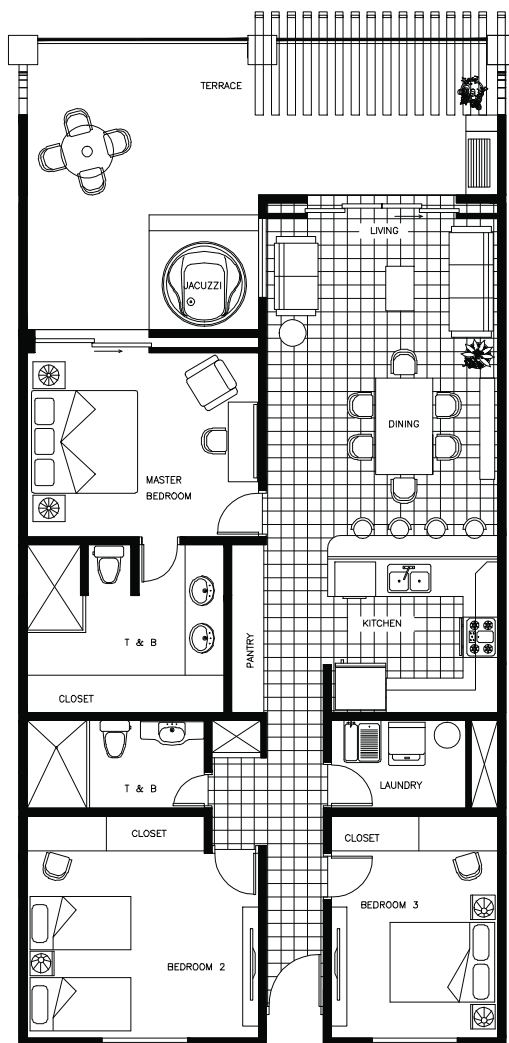 TERRACE
LIVING
JACUZZI
DINING
MASTER
BEDROOM
KITCHEN
PANTRY
T & B
CLOSET
T & B
LAUNDRY
CLOSET
CLOSET
BEDROOM 3
BEDROOM 2